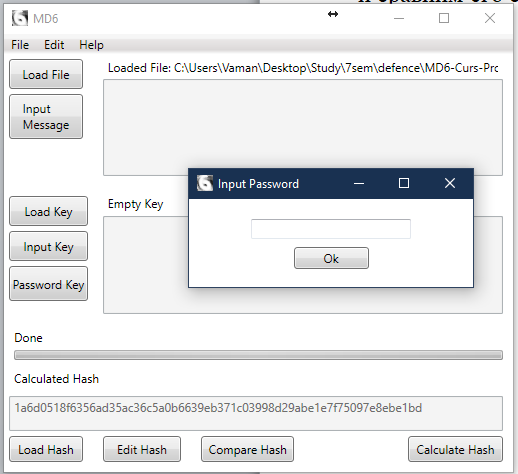 MD6
File Edit Help
Load File
Loaded File: C:\Users\Vaman\Desktop\Study\7sem\defence\MD6-Curs-Pro
Input
Message
Input Password
Ok
Load Key
Empty Key
Input Key
Password Key
Done
Calculated Hash
1a6d0518f6356ad35ac36c5a0b6639eb371c03998d29abe1e7f75097e8ebe1bd
Load Hash
Edit Hash
Compare Hash
Calculate Hash